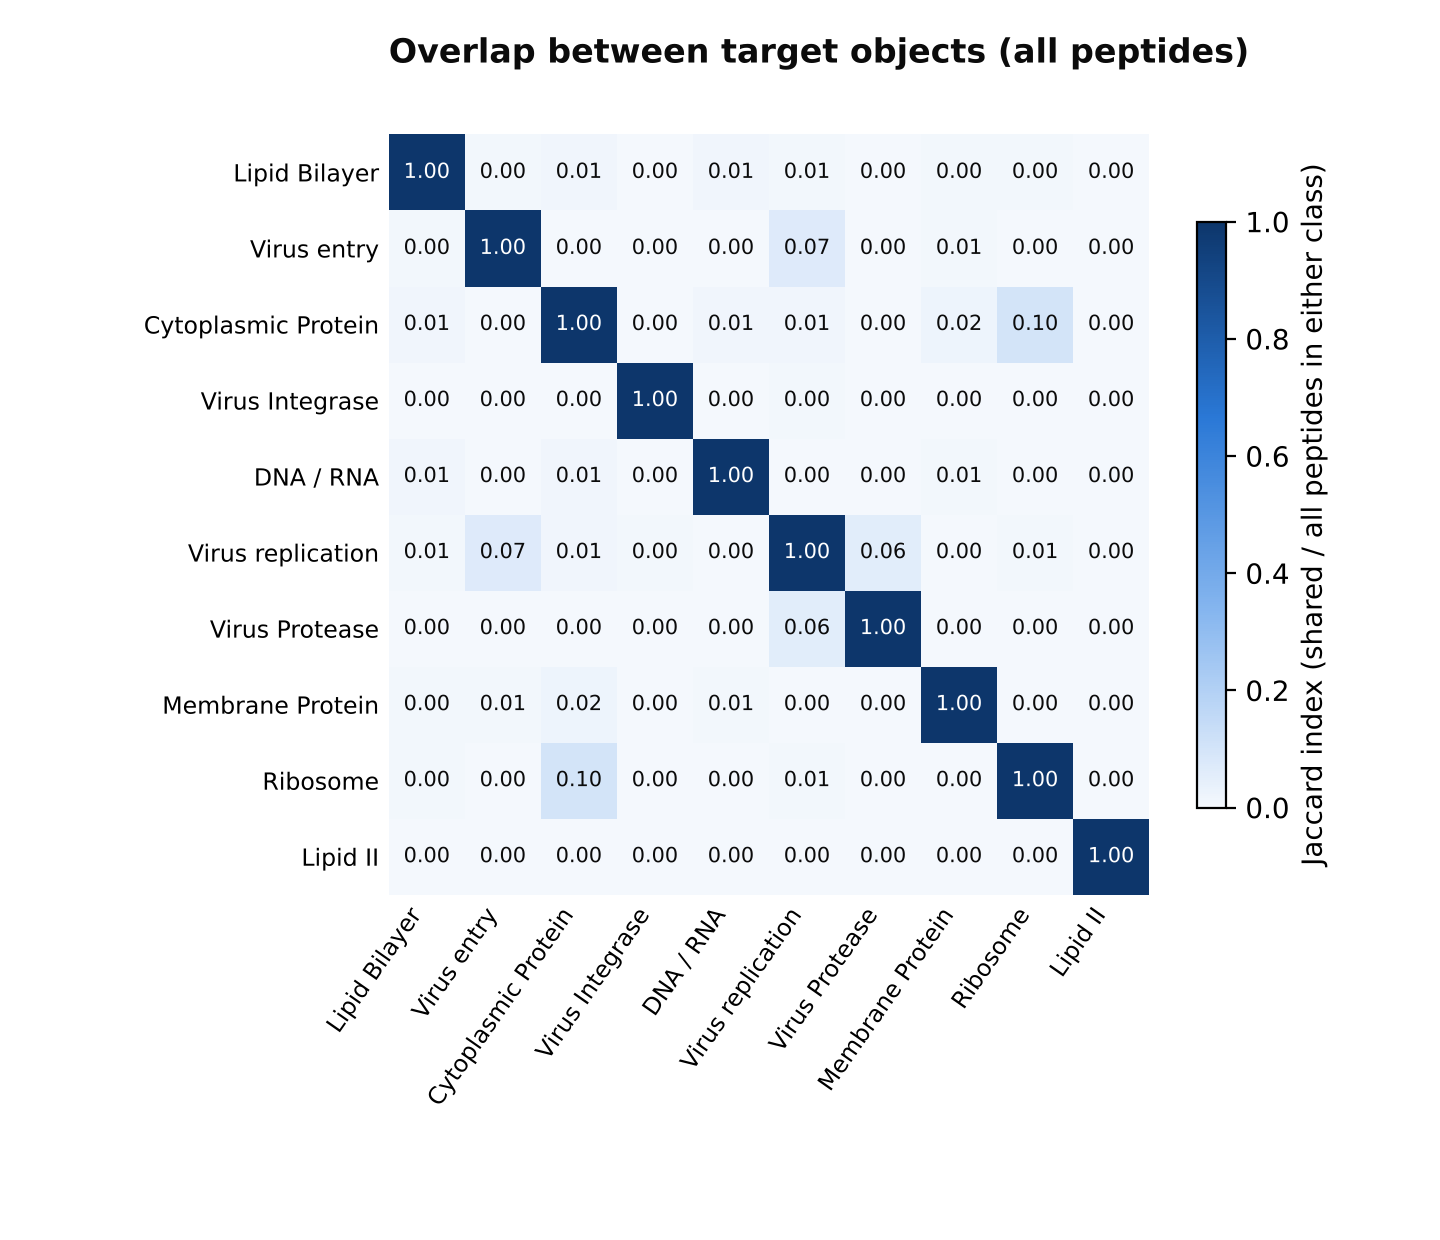 Overlap between target objects (all peptides)
Lipid Bilayer 1.00 0.00 0.01 0.00 0.01 0.01 0.00 0.00 0.00 0.00
Virus entry 0.00 1.00 0.00 0.00 0.00 0.07 0.00 0.01 0.00 0.00
Cytoplasmic Protein 0.01 0.00 1.00 0.00 0.01 0.01 0.00 0.02 0.10 0.00
Virus Integrase 0.00 0.00 0.00 1.00 0.00 0.00 0.00 0.00 0.00 0.00
DNA / RNA 0.01 0.00 0.01 0.00 1.00 0.00 0.00 0.01 0.00 0.00
Virus replication 0.01 0.07 0.01 0.00 0.00 1.00 0.06 0.00 0.01 0.00
Virus Protease 0.00 0.00 0.00 0.00 0.00 0.06 1.00 0.00 0.00 0.00
Membrane Protein 0.00 0.01 0.02 0.00 0.01 0.00 0.00 1.00 0.00 0.00
Ribosome 0.00 0.00 0.10 0.00 0.00 0.01 0.00 0.00 1.00 0.00
Lipid II 0.00 0.00 0.00 0.00 0.00 0.00 0.00 0.00 0.00 1.00
Lipid Bilayer
Virus entry
Cytoplasmic Protein
Virus Integrase
DNA / RNA
Virus replication
Virus Protease
Membrane Protein
Ribosome
Lipid II
1.0
0.8
0.6
0.4
0.2
0.0
Jaccard index (shared / all peptides in either class)